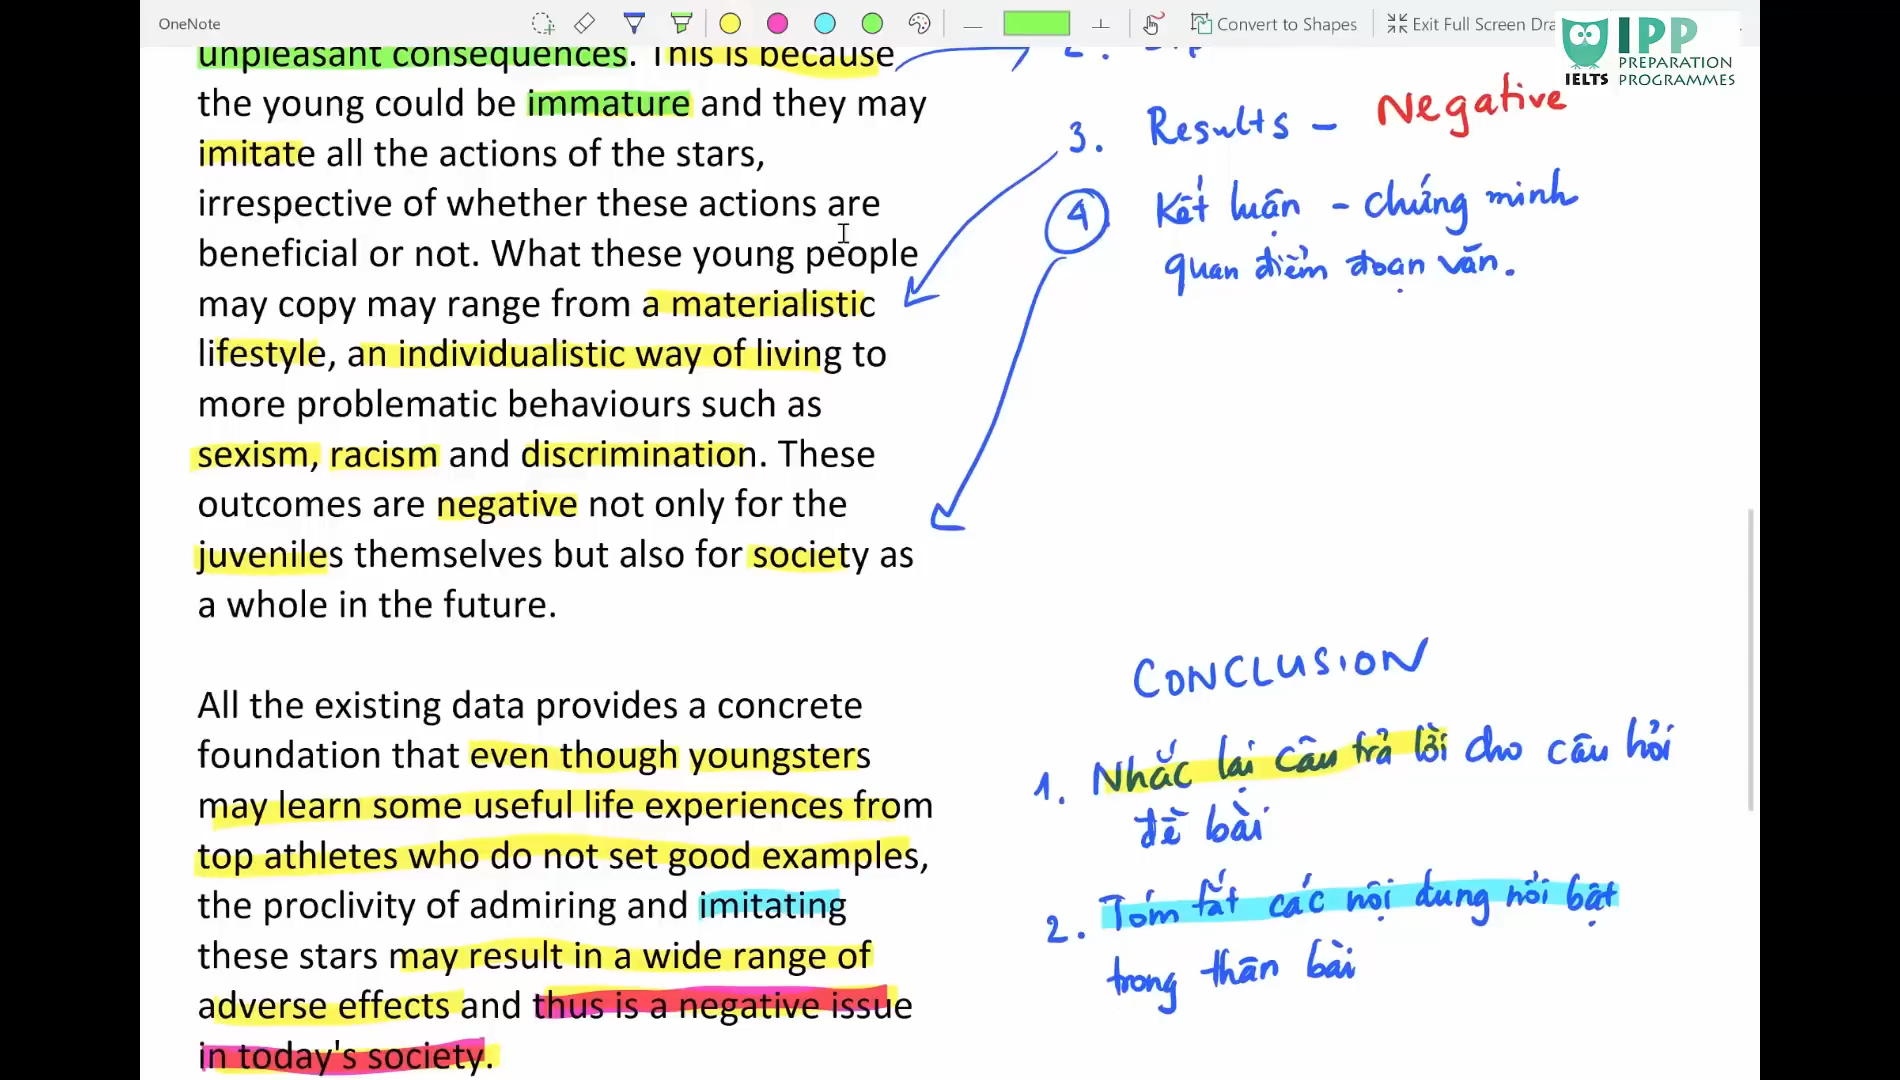 OneNote
Convert to Shapes
Exit Full Screen Dra
IPP
IELTS PREPARATION PROGRAMMES
unpleasant consequences. This is because
the young could be immature and they may
imitate all the actions of the stars,
irrespective of whether these actions are
beneficial or not. What these young people
may copy may range from a materialistic
lifestyle, an individualistic way of living to
more problematic behaviours such as
sexism, racism and discrimination. These
outcomes are negative not only for the
juveniles themselves but also for society as
a whole in the future.
All the existing data provides a concrete
foundation that even though youngsters
may learn some useful life experiences from
top athletes who do not set good examples,
the proclivity of admiring and imitating
these stars may result in a wide range of
adverse effects and thus is a negative issue
in today's society.
2.
3. Results - Negative
4 Kết luận - chứng minh
quan điểm đoạn văn.
CONCLUSION
1. Nhắc lại câu trả lời cho câu hỏi
đề bài
2. Tóm tắt các nội dung nổi bật
trong thân bài